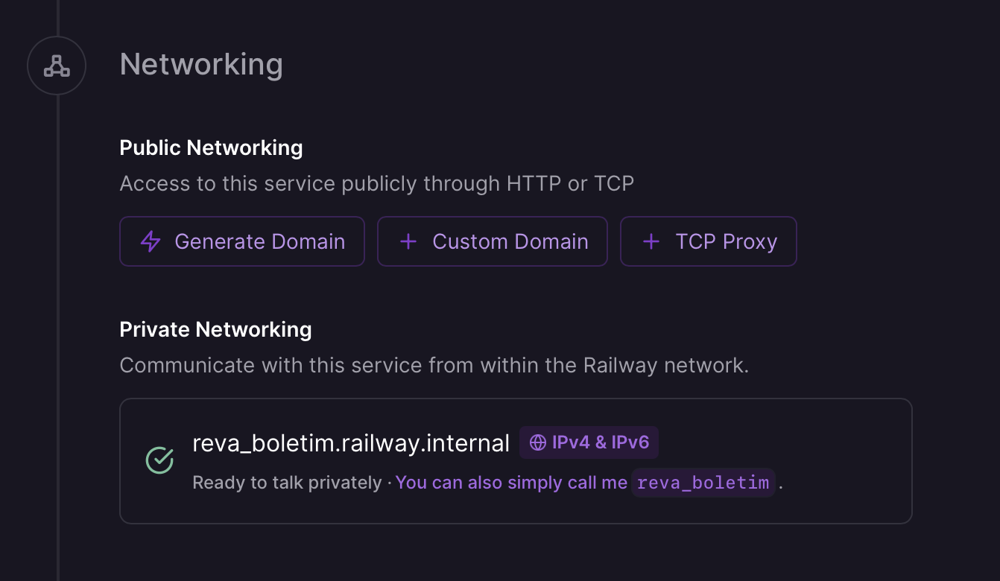 Networking
Public Networking
Access to this service publicly through HTTP or TCP
Generate Domain
Custom Domain
TCP Proxy
Private Networking
Communicate with this service from within the Railway network.
reva_boletim.railway.internal IPv4 & IPv6
Ready to talk privately · You can also simply call me reva_boletim .